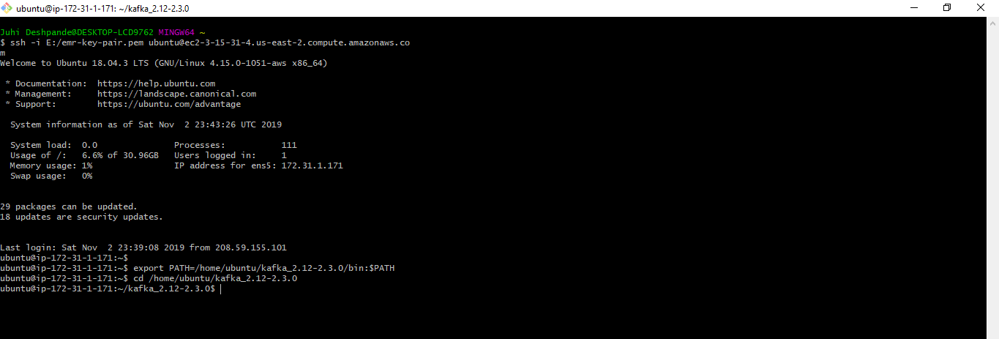 ubuntu@ip-172-31-1-171: ~/kafka_2.12-2.3.0
Juhi Deshpande@DESKTOP-LCD9762 MINGW64 ~
$ ssh -i E:/emr-key-pair.pem ubuntu@ec2-3-15-31-4.us-east-2.compute.amazonaws.co
m
Welcome to Ubuntu 18.04.3 LTS (GNU/Linux 4.15.0-1051-aws x86_64)
* Documentation:  https://help.ubuntu.com
* Management:     https://landscape.canonical.com
* Support:        https://ubuntu.com/advantage
System information as of Sat Nov  2 23:43:26 UTC 2019
System load:  0.0                Processes:           111
Usage of /:   6.6% of 30.96GB   Users logged in:     1
Memory usage: 1%                IP address for ens5: 172.31.1.171
Swap usage:   0%
29 packages can be updated.
18 updates are security updates.
Last login: Sat Nov  2 23:39:08 2019 from 208.59.155.101
ubuntu@ip-172-31-1-171:~$
ubuntu@ip-172-31-1-171:~$ export PATH=/home/ubuntu/kafka_2.12-2.3.0/bin:$PATH
ubuntu@ip-172-31-1-171:~$ cd /home/ubuntu/kafka_2.12-2.3.0
ubuntu@ip-172-31-1-171:~/kafka_2.12-2.3.0$